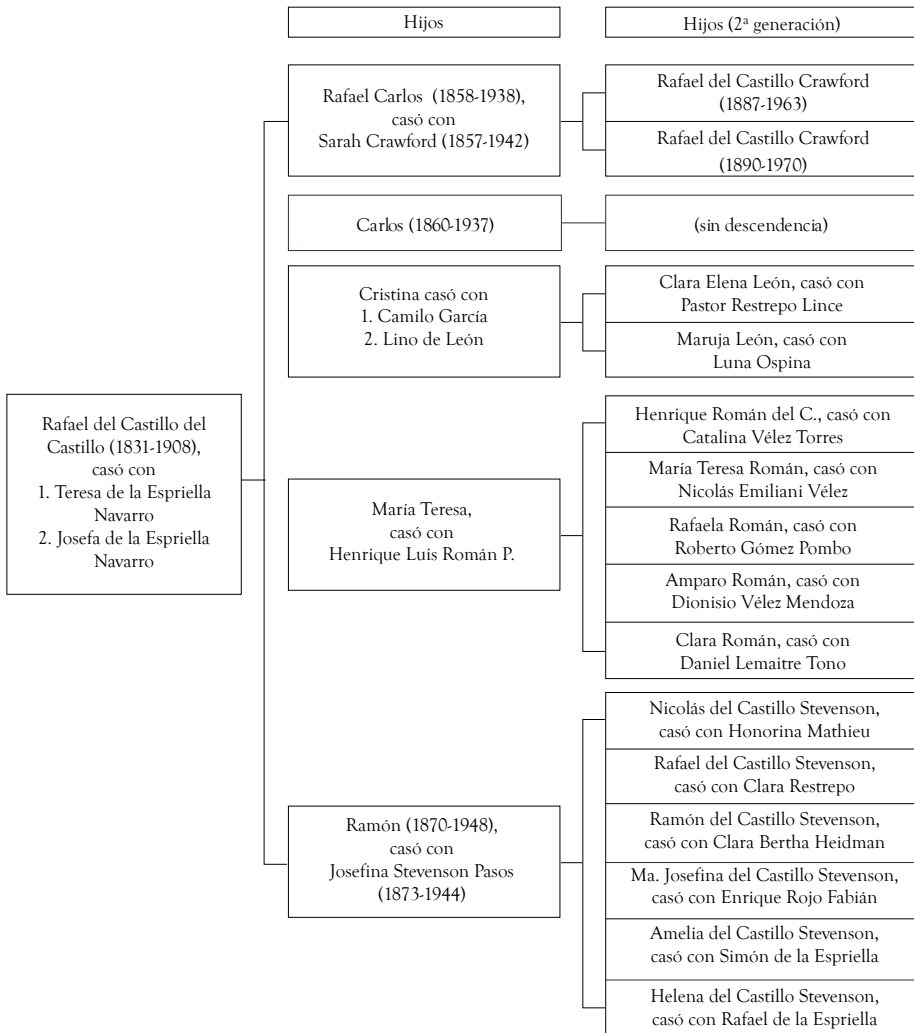 Hijos
Hijos (2ª generación)
Rafael Carlos (1858-1938),
casó con
Sarah Crawford (1857-1942)
Rafael del Castillo Crawford
(1887-1963)
Rafael del Castillo Crawford
(1890-1970)
Carlos (1860-1937)
(sin descendencia)
Cristina casó con
1. Camilo García
2. Lino de León
Clara Elena León, casó con
Pastor Restrepo Lince
Maruja León, casó con
Luna Ospina
Rafael del Castillo del
Castillo (1831-1908),
casó con
1. Teresa de la Espriella
Navarro
2. Josefa de la Espriella
Navarro
María Teresa,
casó con
Henrique Luis Román P.
Henrique Román del C., casó con
Catalina Vélez Torres
María Teresa Román, casó con
Nicolás Emiliani Vélez
Rafaela Román, casó con
Roberto Gómez Pombo
Amparo Román, casó con
Dionisio Vélez Mendoza
Clara Román, casó con
Daniel Lemaitre Tono
Ramón (1870-1948),
casó con
Josefina Stevenson Pasos
(1873-1944)
Nicolás del Castillo Stevenson,
casó con Honorina Mathieu
Rafael del Castillo Stevenson,
casó con Clara Restrepo
Ramón del Castillo Stevenson,
casó con Clara Bertha Heidman
Ma. Josefina del Castillo Stevenson,
casó con Enrique Rojo Fabián
Amelia del Castillo Stevenson,
casó con Simón de la Espriella
Helena del Castillo Stevenson,
casó con Rafael de la Espriella